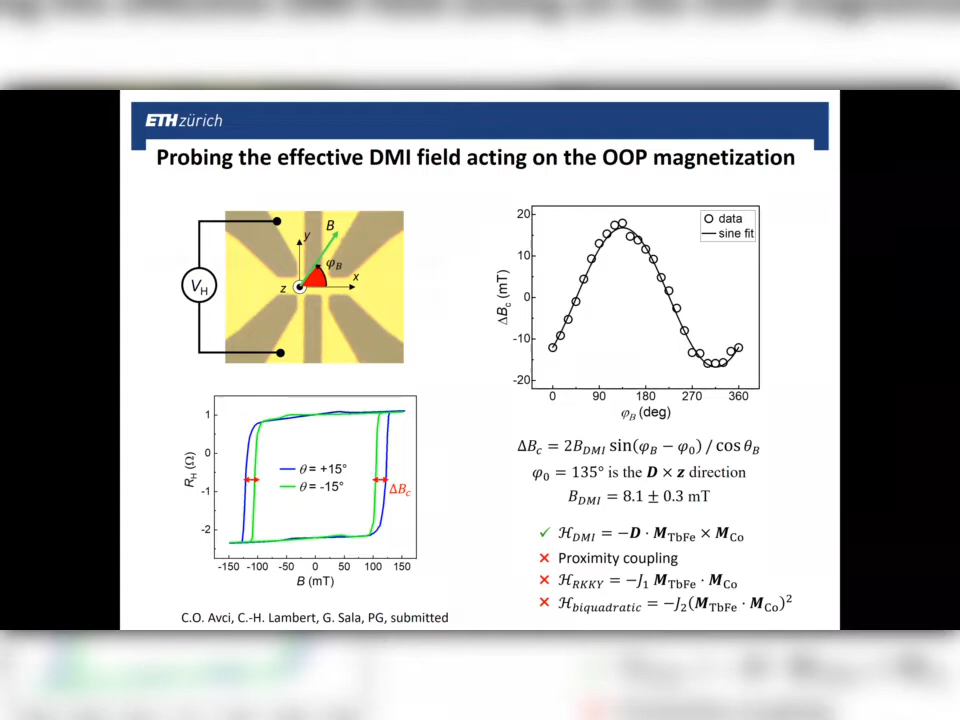 ETH zürich
Probing the effective DMI field acting on the OOP magnetization
V_H
y
B
φ_B
x
z
20
10
0
-10
-20
ΔB_c (mT)
data
sine fit
0 90 180 270 360
φ_B (deg)
1
0
-1
-2
R_H (Ω)
θ = +15°
θ = -15°
ΔB_c
-150 -100 -50 0 50 100 150
B (mT)
ΔB_c = 2B_DMI sin(φ_B − φ_0) / cos θ_B
φ_0 = 135° is the D × z direction
B_DMI = 8.1 ± 0.3 mT
✓ ℋ_DMI = −D · M_TbFe × M_Co
× Proximity coupling
× ℋ_RKKY = −J_1 M_TbFe · M_Co
× ℋ_biquadratic = −J_2(M_TbFe · M_Co)²
C.O. Avci, C.-H. Lambert, G. Sala, PG, submitted